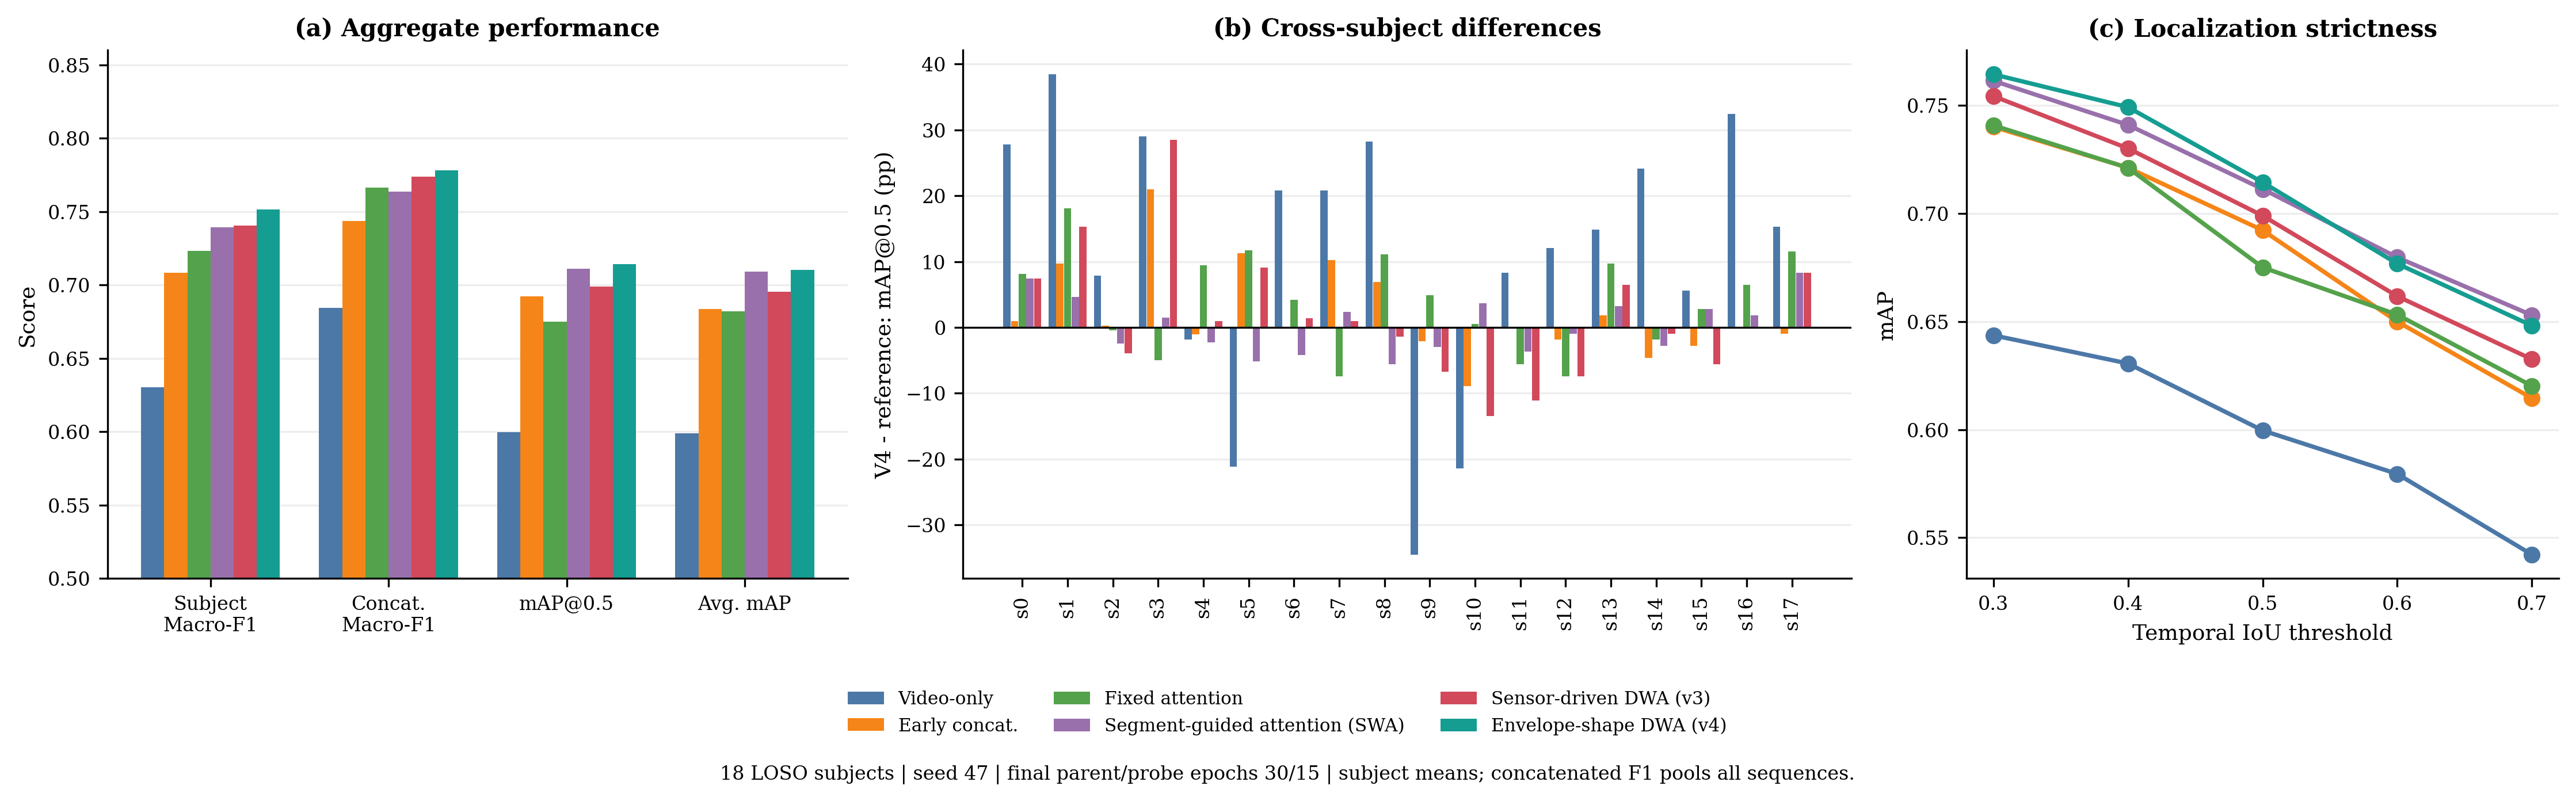 (a) Aggregate performance
Score
0.85
0.80
0.75
0.70
0.65
0.60
0.55
0.50
Subject
Macro-F1
Concat.
Macro-F1
mAP@0.5
Avg. mAP
(b) Cross-subject differences
V4 - reference: mAP@0.5 (pp)
40
30
20
10
0
−10
−20
−30
s0
s1
s2
s3
s4
s5
s6
s7
s8
s9
s10
s11
s12
s13
s14
s15
s16
s17
(c) Localization strictness
mAP
0.75
0.70
0.65
0.60
0.55
0.3
0.4
0.5
0.6
0.7
Temporal IoU threshold
Video-only
Early concat.
Fixed attention
Segment-guided attention (SWA)
Sensor-driven DWA (v3)
Envelope-shape DWA (v4)
18 LOSO subjects | seed 47 | final parent/probe epochs 30/15 | subject means; concatenated F1 pools all sequences.